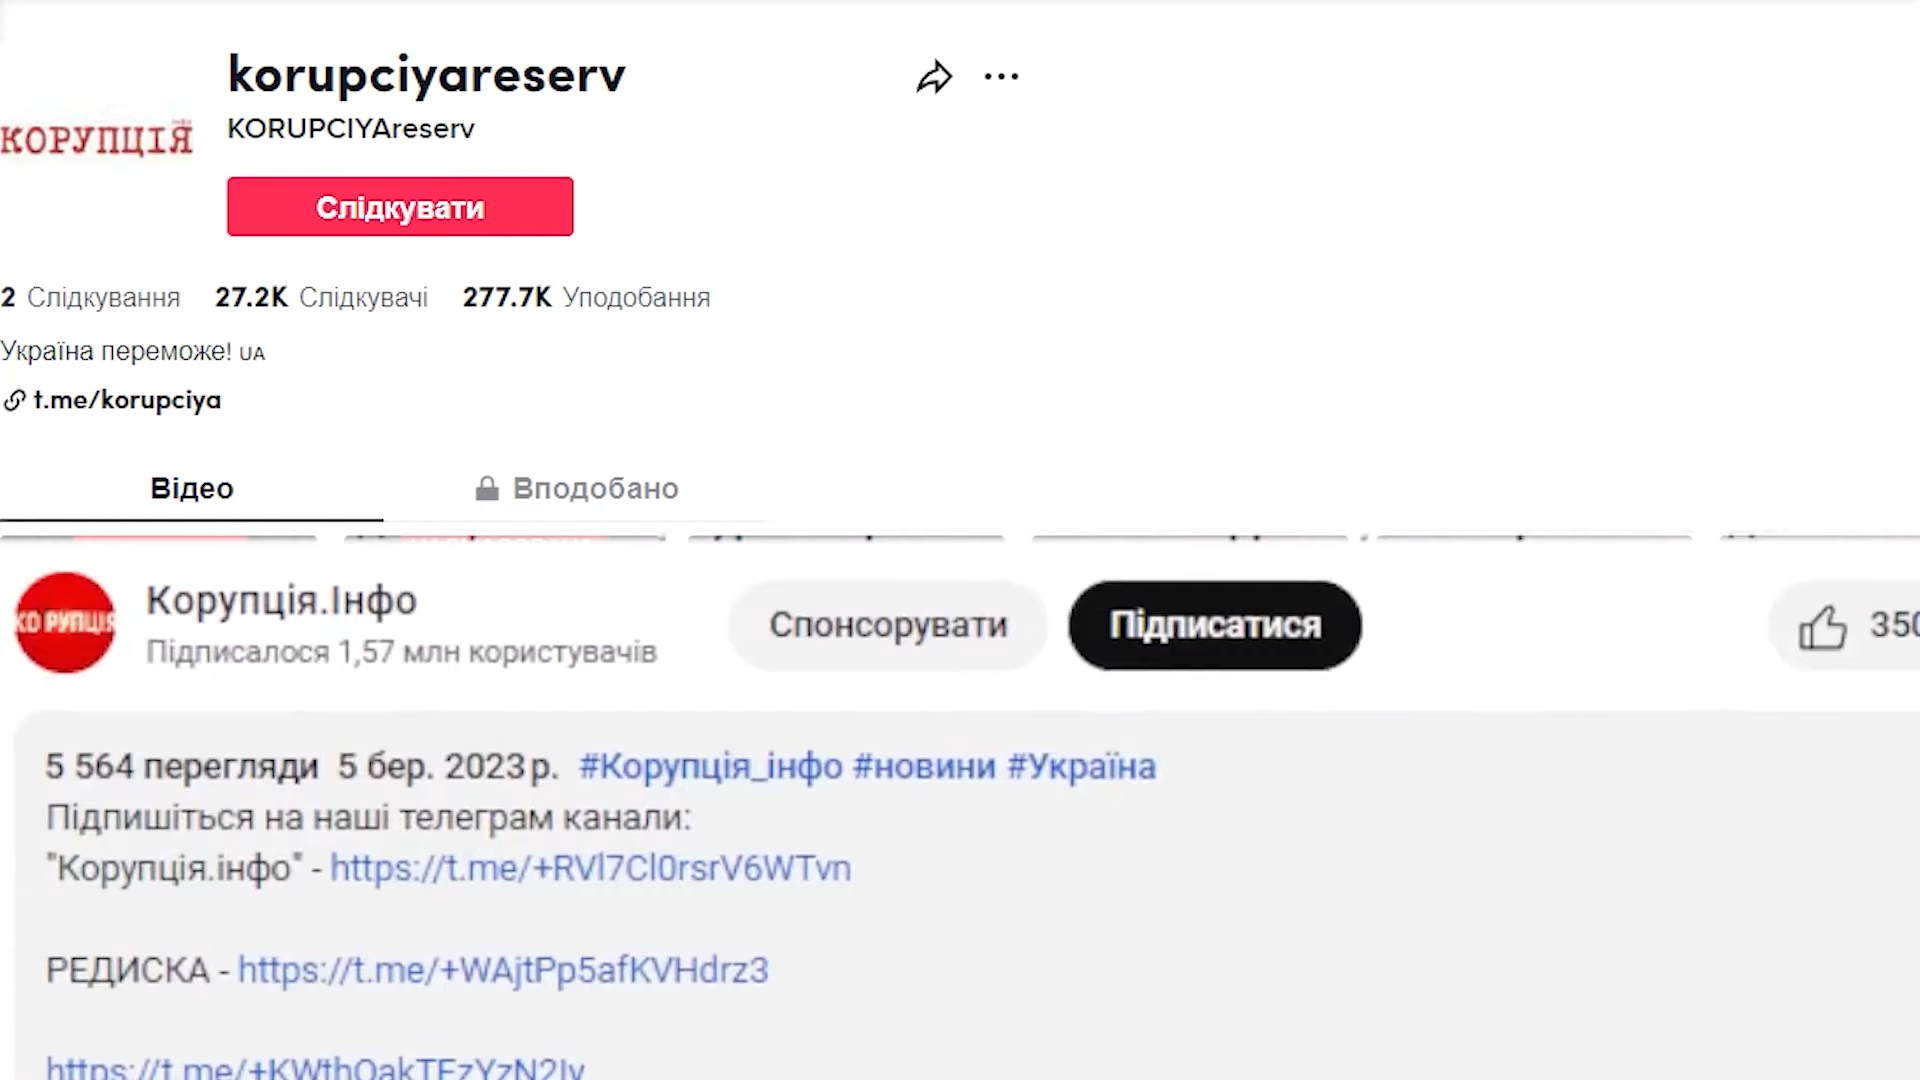 korupciyareserv
KORUPCIYAreserv
КОРУПЦІЯ
Слідкувати
2 Слідкування 27.2K Слідкувачі 277.7K Уподобання
Україна переможе! UA
t.me/korupciya
Відео Вподобано
КОРУПЦІЯ
Корупція.Інфо
Підписалося 1,57 млн користувачів
Спонсорувати Підписатися 350
5 564 перегляди 5 бер. 2023 р. #Корупція_інфо #новини #Україна
Підпишіться на наші телеграм канали:
"Корупція.інфо" - https://t.me/+RVl7Cl0rsrV6WTvn
РЕДИСКА - https://t.me/+WAjtPp5afKVHdrz3
https://t.me/+KWthOakTEzYzN2Iy